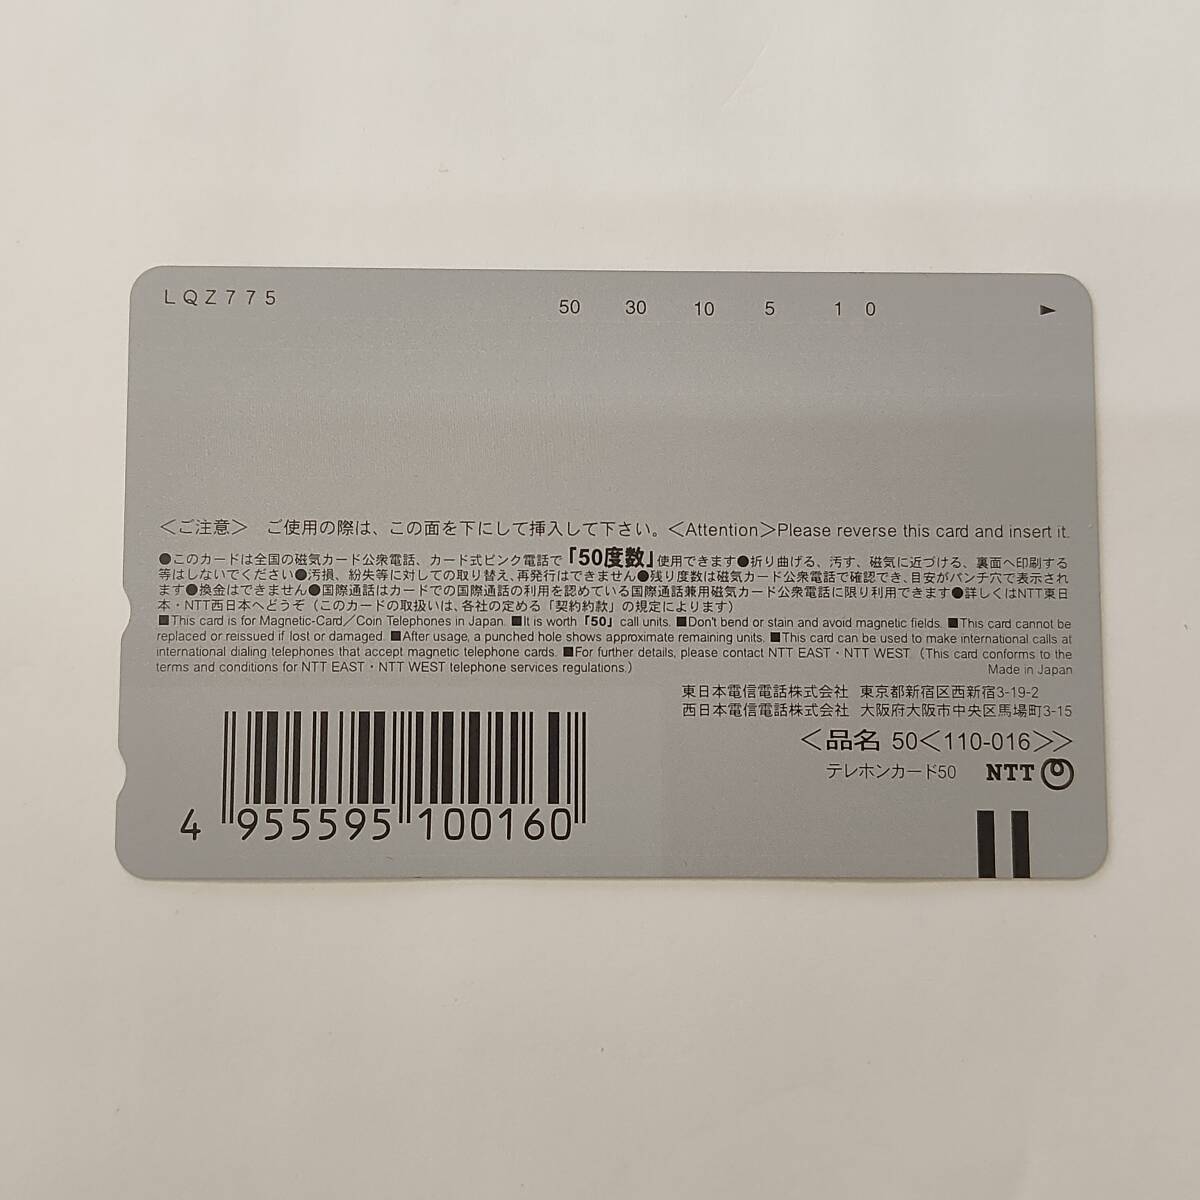 LQZ775
50 30 10 5 1 0 ►
＜ご注意＞ ご使用の際は、この面を下にして挿入して下さい。＜Attention＞Please reverse this card and insert it.
●このカードは全国の磁気カード公衆電話、カード式ピンク電話で「50度数」使用できます●折り曲げる、汚す、磁気に近づける、裏面へ印刷する
等はしないでください●汚損、紛失等に対しての取り替え、再発行はできません●残り度数は磁気カード公衆電話で確認でき、目安がパンチ穴で表示され
ます●換金はできません●国際通話はカードでの国際通話の利用を認めている国際通話兼用磁気カード公衆電話に限り利用できます●詳しくはNTT東日
本・NTT西日本へどうぞ（このカードの取扱いは、各社の定める「契約約款」の規定によります）
■This card is for Magnetic-Card／Coin Telephones in Japan. ■It is worth「50」call units. ■Don't bend or stain and avoid magnetic fields. ■This card cannot be
replaced or reissued if lost or damaged. ■After usage, a punched hole shows approximate remaining units. ■This card can be used to make international calls at
international dialing telephones that accept magnetic telephone cards. ■For further details, please contact NTT EAST・NTT WEST.（This card conforms to the
terms and conditions for NTT EAST・NTT WEST telephone services regulations.）
Made in Japan
東日本電信電話株式会社 東京都新宿区西新宿3-19-2
西日本電信電話株式会社 大阪府大阪市中央区馬場町3-15
＜品名 50＜110-016＞＞
テレホンカード50 NTT
4 955595 100160